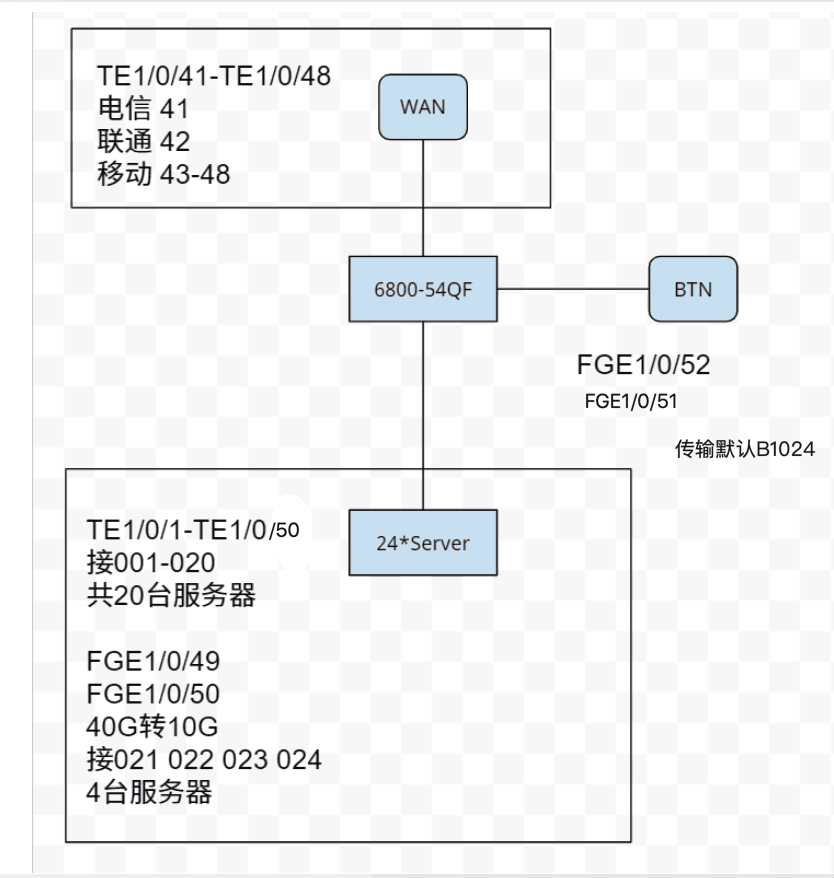 TE1/0/41-TE1/0/48
电信 41
联通 42
移动 43-48
WAN
6800-54QF
BTN
FGE1/0/52
FGE1/0/51
传输默认B1024
TE1/0/1-TE1/0/50
接001-020
共20台服务器
24*Server
FGE1/0/49
FGE1/0/50
40G转10G
接021 022 023 024
4台服务器